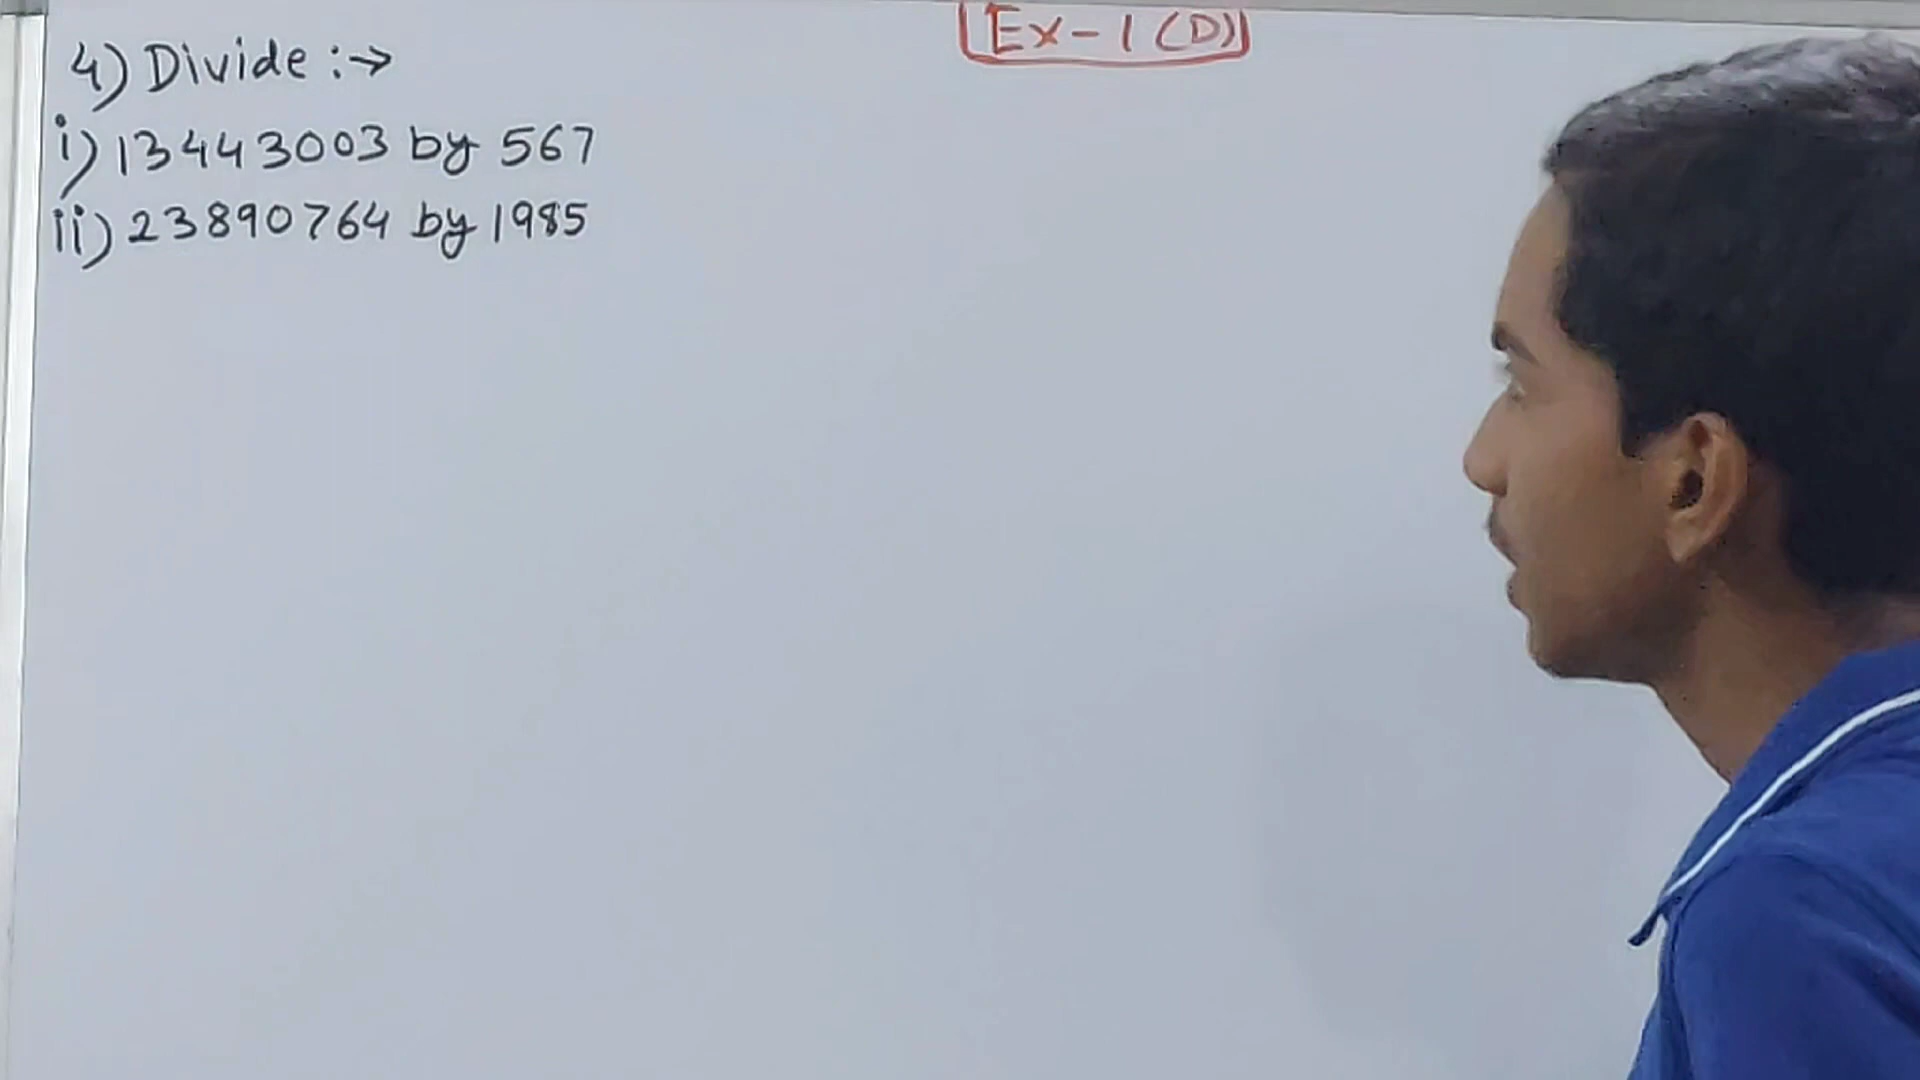 Ex-1(D)
4) Divide :→
i) 13443003 by 567
ii) 23890764 by 1985